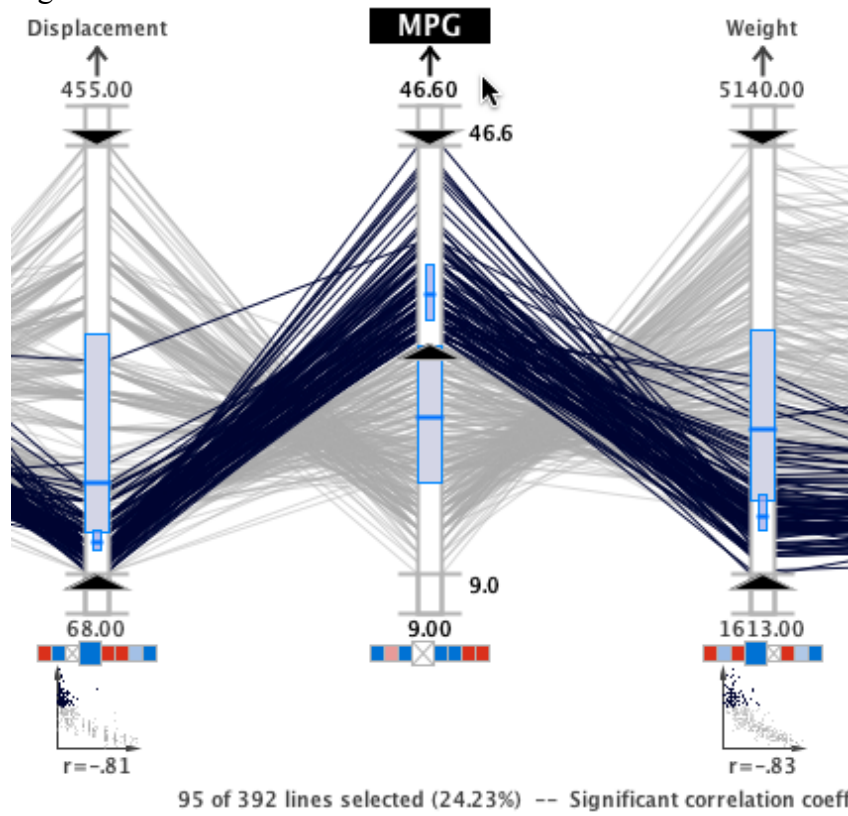 Displacement MPG Weight
455.00 46.60 5140.00
46.6
9.0
68.00 9.00 1613.00
r=-.81 r=-.83
95 of 392 lines selected (24.23%) -- Significant correlation coeff